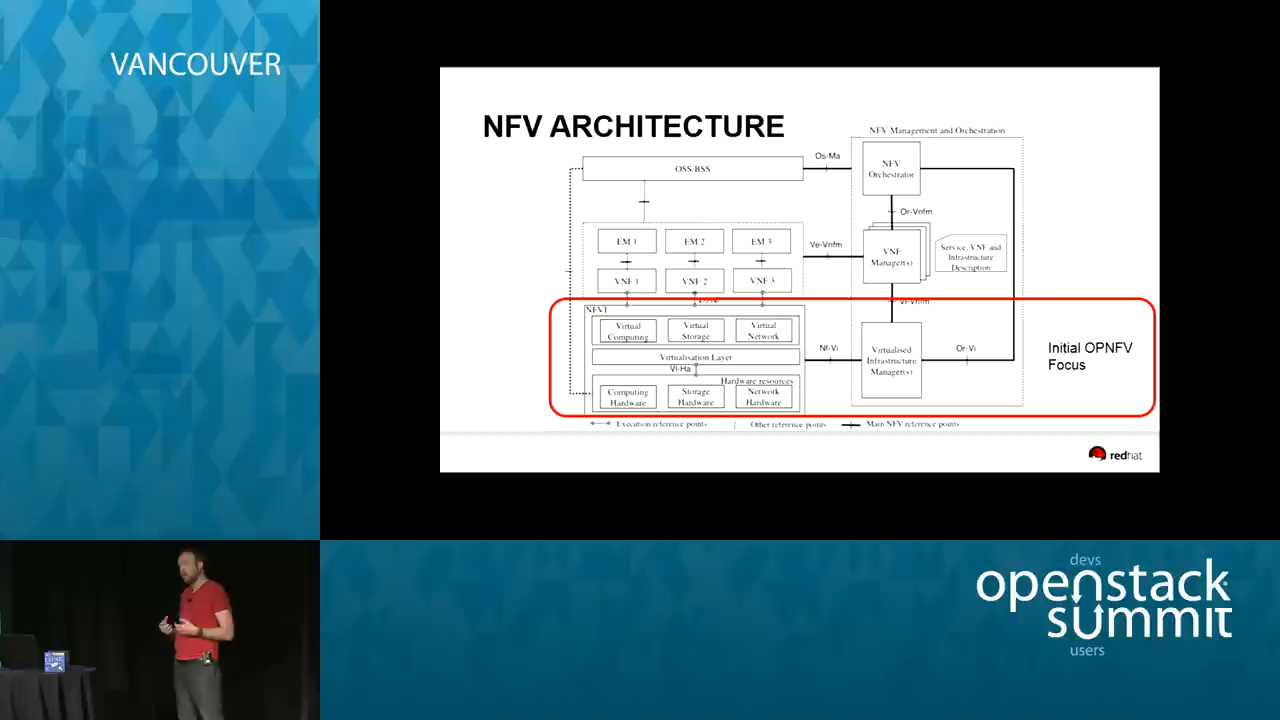 VANCOUVER
NFV ARCHITECTURE
NFV Management and Orchestration
OSS/BSS
Os-Ma
NFV
Orchestrator
Or-Vnfm
EM 1
EM 2
EM 3
Ve-Vnfm
VNF
Manager(s)
Service, VNF and
Infrastructure
Description
VNF 1
VNF 2
VNF 3
Vi-Vnfm
NFVI
Virtual
Computing
Virtual
Storage
Virtual
Network
Virtualisation Layer
Nf-Vi
Virtualised
Infrastructure
Manager(s)
Or-Vi
Initial OPNFV
Focus
Vl-Ha
Hardware resources
Computing
Hardware
Storage
Hardware
Network
Hardware
Execution reference points
Other reference points
Main NFV reference points
redhat
devs
openstack
summit
users